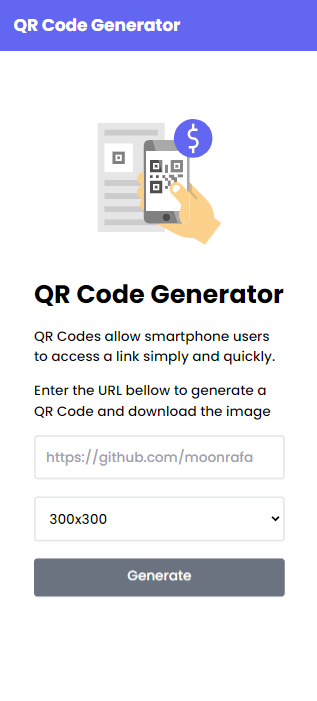 QR Code Generator
$
QR Code Generator
QR Codes allow smartphone users
to access a link simply and quickly.
Enter the URL bellow to generate a
QR Code and download the image
https://github.com/moonrafa
300x300
Generate